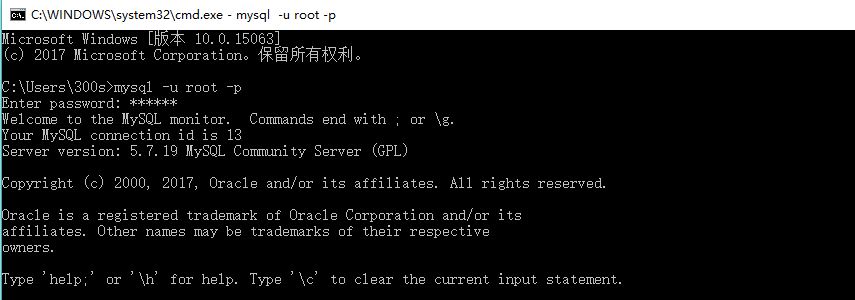 C:\WINDOWS\system32\cmd.exe - mysql  -u root -p
Microsoft Windows [版本 10.0.15063]
(c) 2017 Microsoft Corporation。保留所有权利。
C:\Users\300s>mysql -u root -p
Enter password: ******
Welcome to the MySQL monitor.  Commands end with ; or \g.
Your MySQL connection id is 13
Server version: 5.7.19 MySQL Community Server (GPL)
Copyright (c) 2000, 2017, Oracle and/or its affiliates. All rights reserved.
Oracle is a registered trademark of Oracle Corporation and/or its
affiliates. Other names may be trademarks of their respective
owners.
Type 'help;' or '\h' for help. Type '\c' to clear the current input statement.